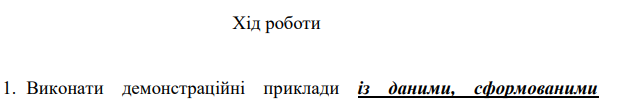 Хід роботи
1. Виконати демонстраційні приклади із даними, сформованими